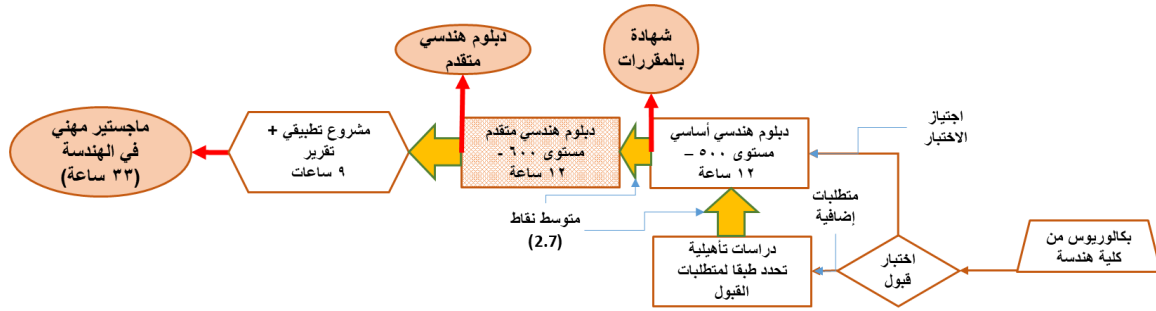 بكالوريوس من
كلية هندسة
اختبار
قبول
اجتياز
الاختبار
متطلبات
إضافية
دراسات تأهيلية
تحدد طبقا لمتطلبات
القبول
متوسط نقاط
(2.7)
دبلوم هندسي أساسي
مستوى ٥٠٠ –
١٢ ساعة
شهادة
بالمقررات
دبلوم هندسي متقدم
مستوى ٦٠٠ -
١٢ ساعة
دبلوم هندسي
متقدم
مشروع تطبيقي +
تقرير
٩ ساعات
ماجستير مهني
في الهندسة
(٣٣ ساعة)